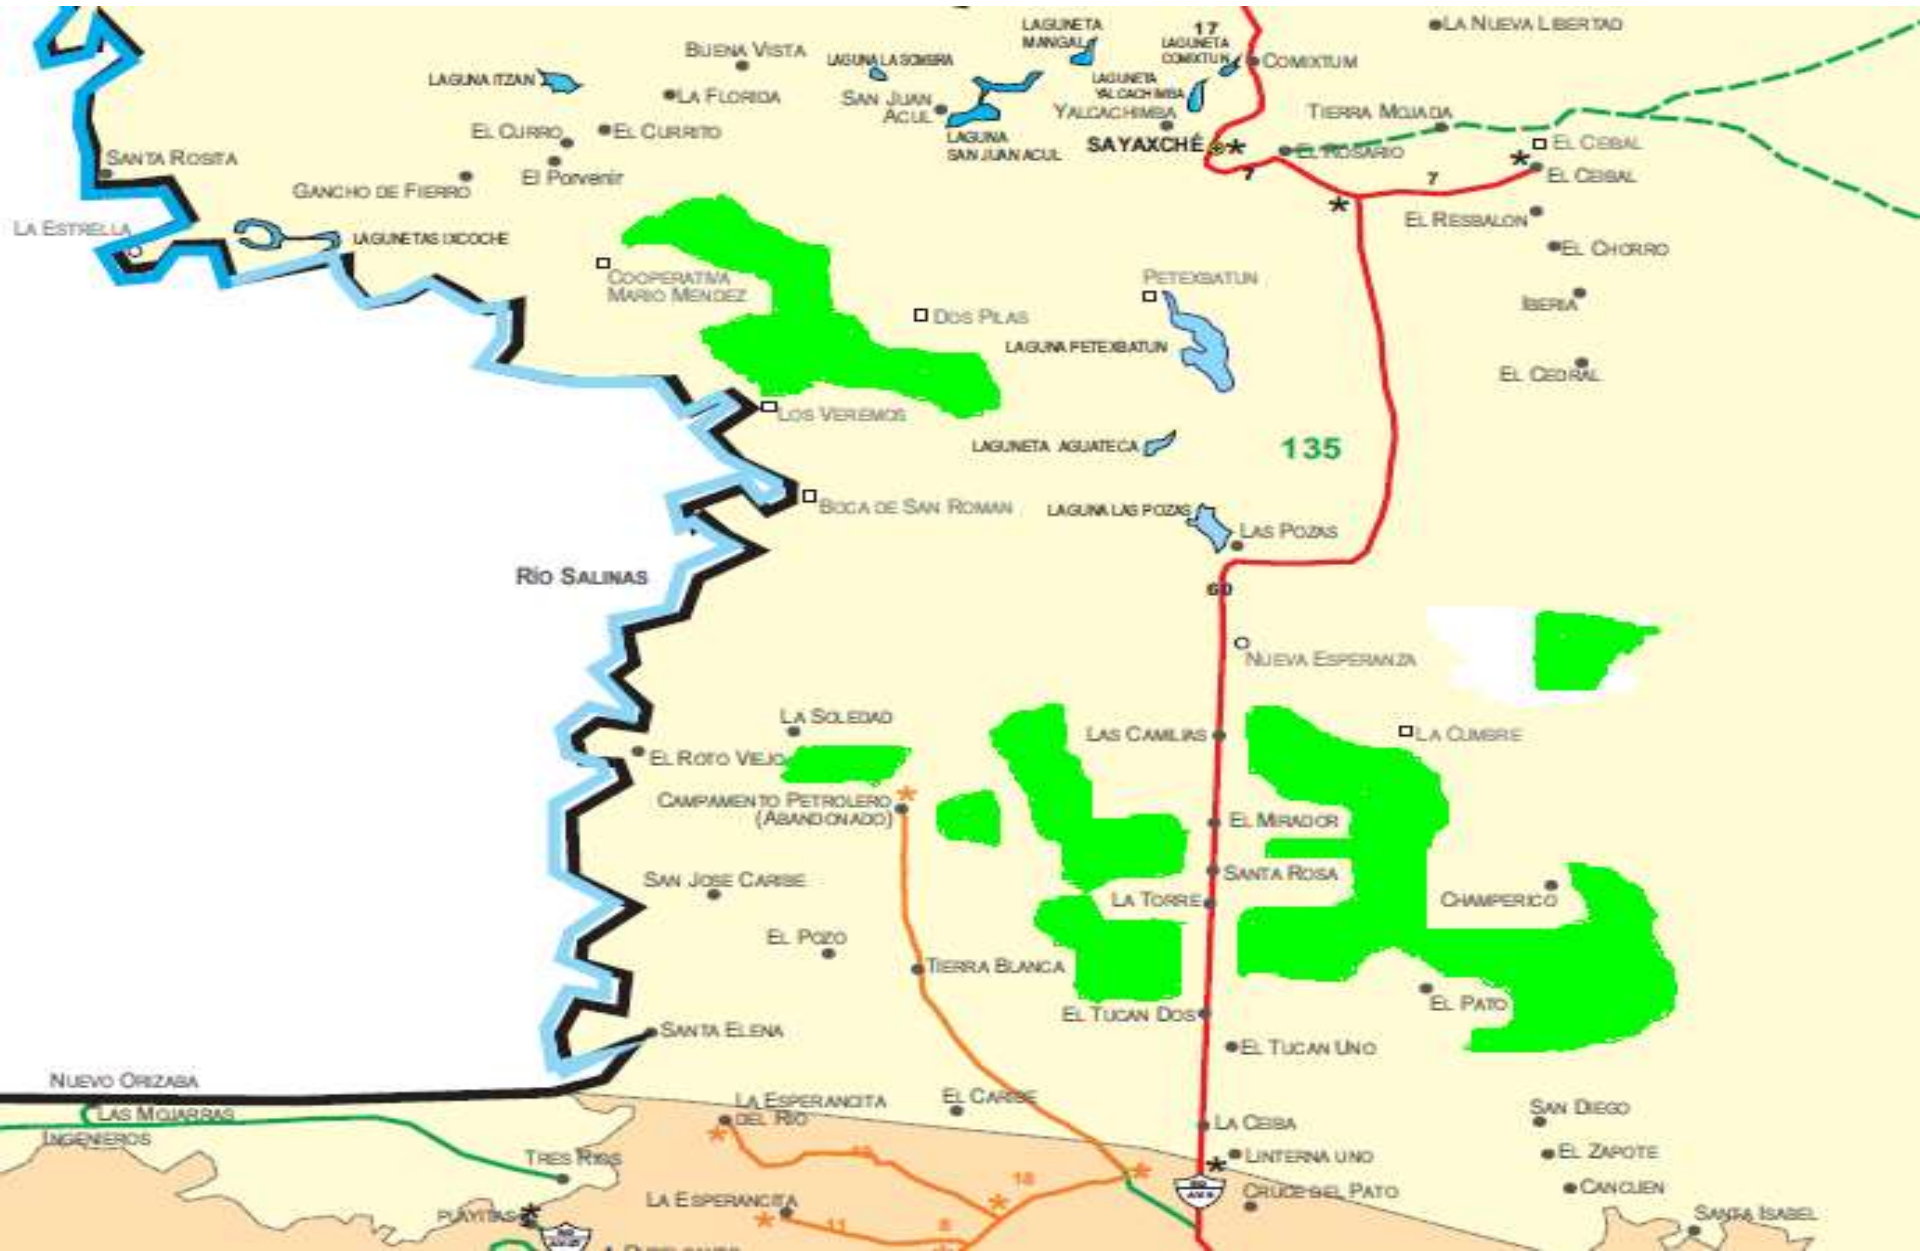 17
LA NUEVA LIBERTAD
LAGUNETA
MANGAL
LAGUNETA
COMIXTUN
COMIXTUM
BUENA VISTA
LAGUNA LA SOMBRA
LAGUNA ITZAN
LA FLORIDA
SAN JUAN
ACUL
LAGUNETA
YALCACHIMBA
YALCACHIMBA
TIERRA MOJADA
EL CURRO
EL CURRITO
LAGUNA
SAN JUAN ACUL
SAYAXCHÉ
EL ROSARIO
EL CEBAL
SANTA ROSITA
GANCHO DE FIERRO
El Porvenir
7
7
EL CEIBAL
LA ESTRELLA
LAGUNETAS IXCOCHE
EL RESBALON
EL CHORRO
COOPERATIVA
MARIO MENDEZ
PETEXBATUN
IBERIA
DOS PILAS
LAGUNA PETEXBATUN
EL CEDRAL
LOS VEREMOS
LAGUNETA AGUATECA
135
BOCA DE SAN ROMAN
LAGUNA LAS POZAS
LAS POZAS
RÍO SALINAS
60
NUEVA ESPERANZA
LA SOLEDAD
LAS CAMILIAS
LA CUMBRE
EL ROTO VIEJO
CAMPAMENTO PETROLERO
(ABANDONADO)
EL MIRADOR
SAN JOSE CARIBE
SANTA ROSA
LA TORRE
CHAMPERICO
EL POZO
TIERRA BLANCA
EL PATO
EL TUCAN DOS
SANTA ELENA
EL TUCAN UNO
NUEVO ORIZABA
LAS MOJARRAS
INGENIEROS
LA ESPERANCITA
DEL RIO
EL CARIBE
LA CEIBA
SAN DIEGO
TRES RIOS
LINTERNA UNO
EL ZAPOTE
18
LA ESPERANCITA
CRUCE DEL PATO
CANCUEN
PLAYITAS
11
8
SANTA ISABEL